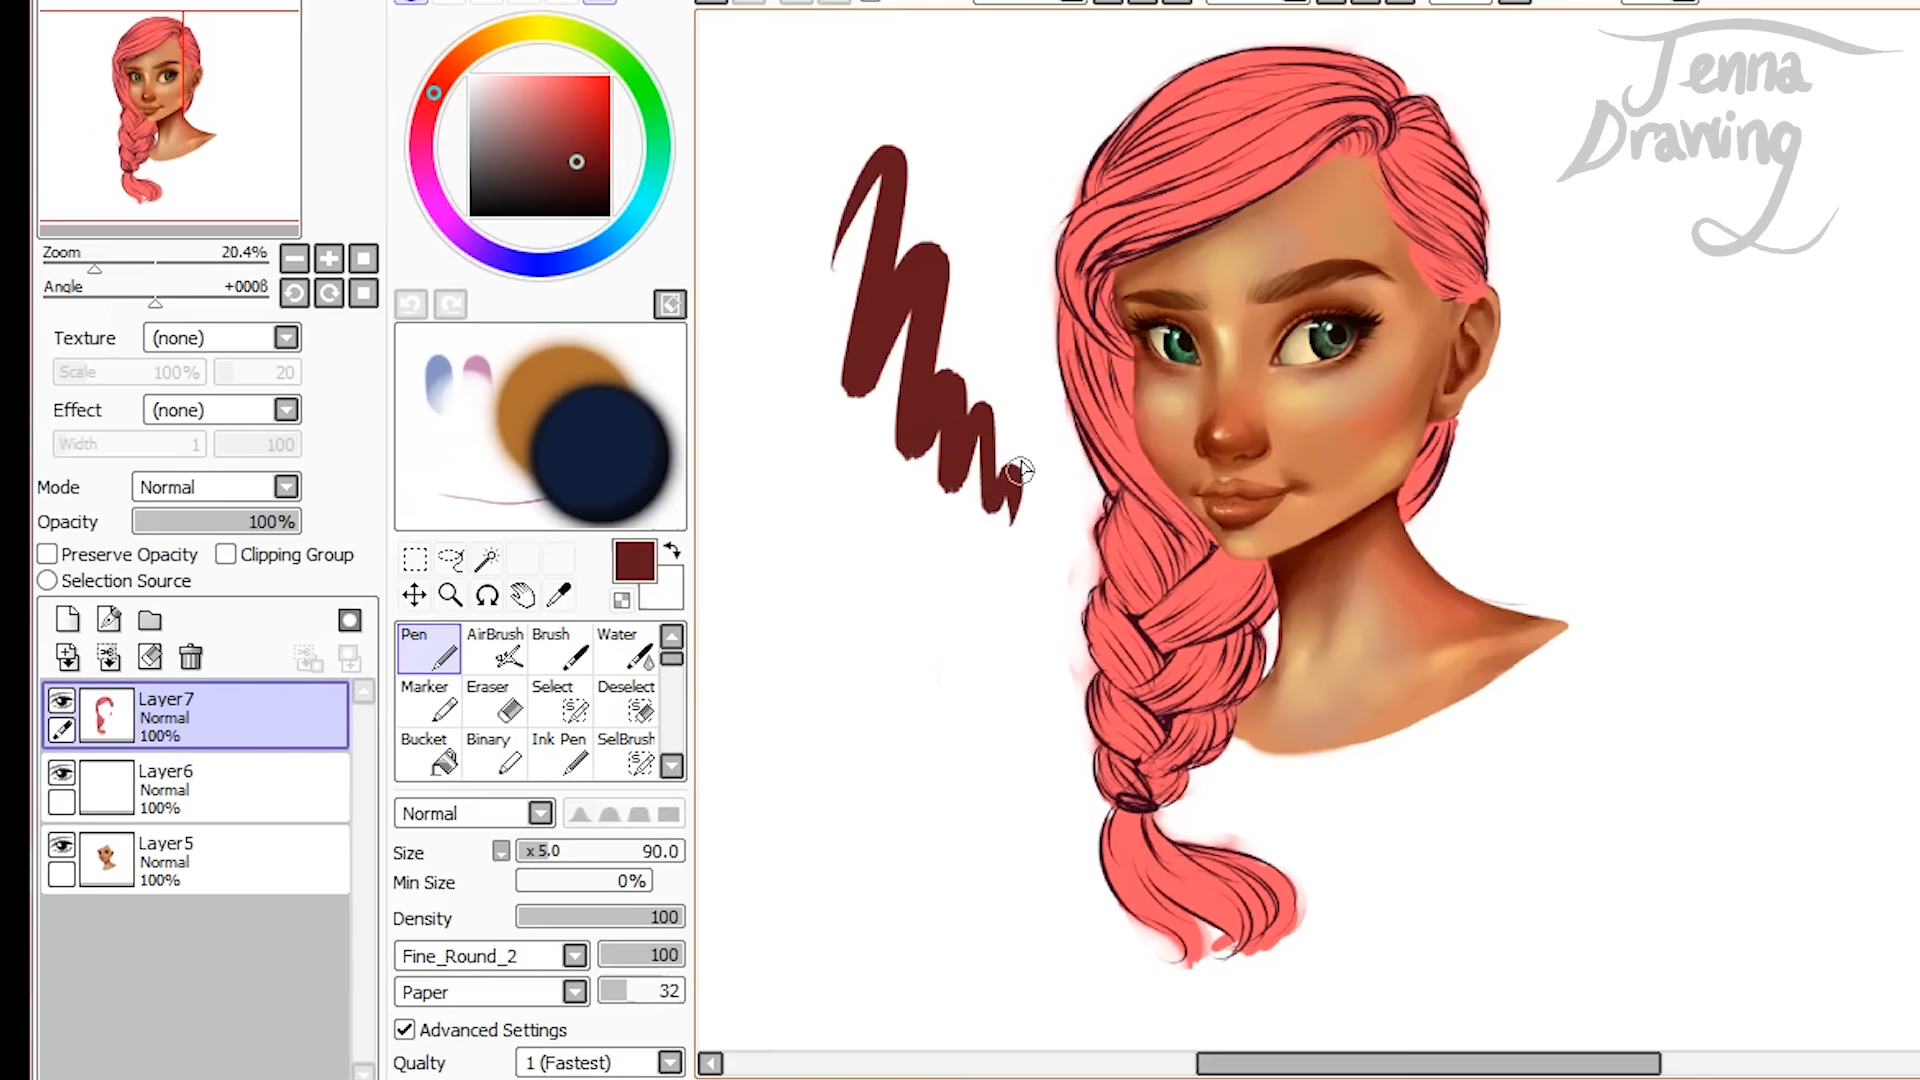 Jenna
Drawing
Zoom 20.4%
Angle +0008
Texture (none)
Scale 100% 20
Effect (none)
Width 1 100
Mode Normal
Opacity 100%
Preserve Opacity Clipping Group
Selection Source
Layer7
Normal
100%
Layer6
Normal
100%
Layer5
Normal
100%
Pen AirBrush Brush Water
Marker Eraser Select Deselect
Bucket Binary Ink Pen SelBrush
Normal
Size x 5.0 90.0
Min Size 0%
Density 100
Fine_Round_2 100
Paper 32
Advanced Settings
Qualty 1 (Fastest)